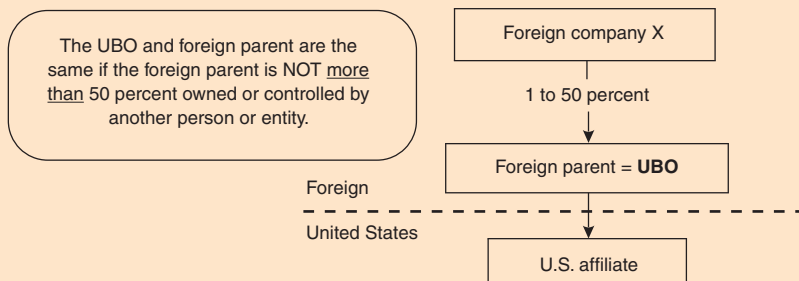 The UBO and foreign parent are the
same if the foreign parent is NOT more
than 50 percent owned or controlled by
another person or entity.
Foreign company X
1 to 50 percent
Foreign parent = UBO
Foreign
United States
U.S. affiliate